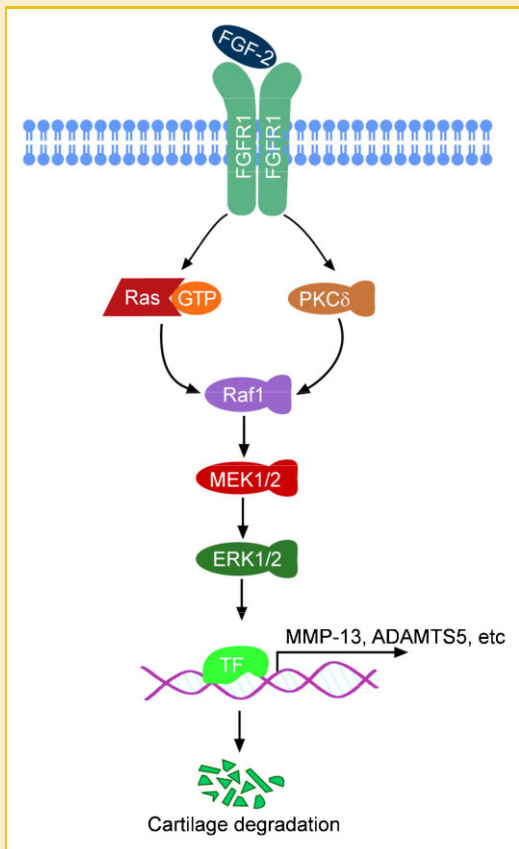 FGF-2
FGFR1
FGFR1
Ras
GTP
PKCδ
Raf1
MEK1/2
ERK1/2
MMP-13, ADAMTS5, etc
TF
Cartilage degradation